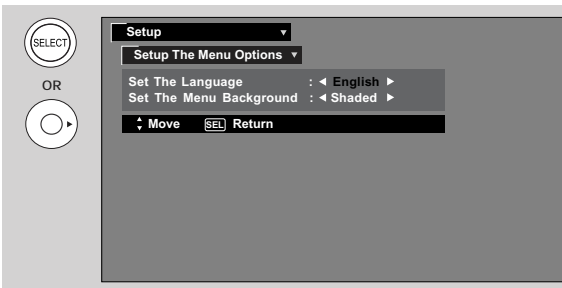 SELECT
OR
Setup
Setup The Menu Options
Set The Language : English
Set The Menu Background : Shaded
Move SEL Return